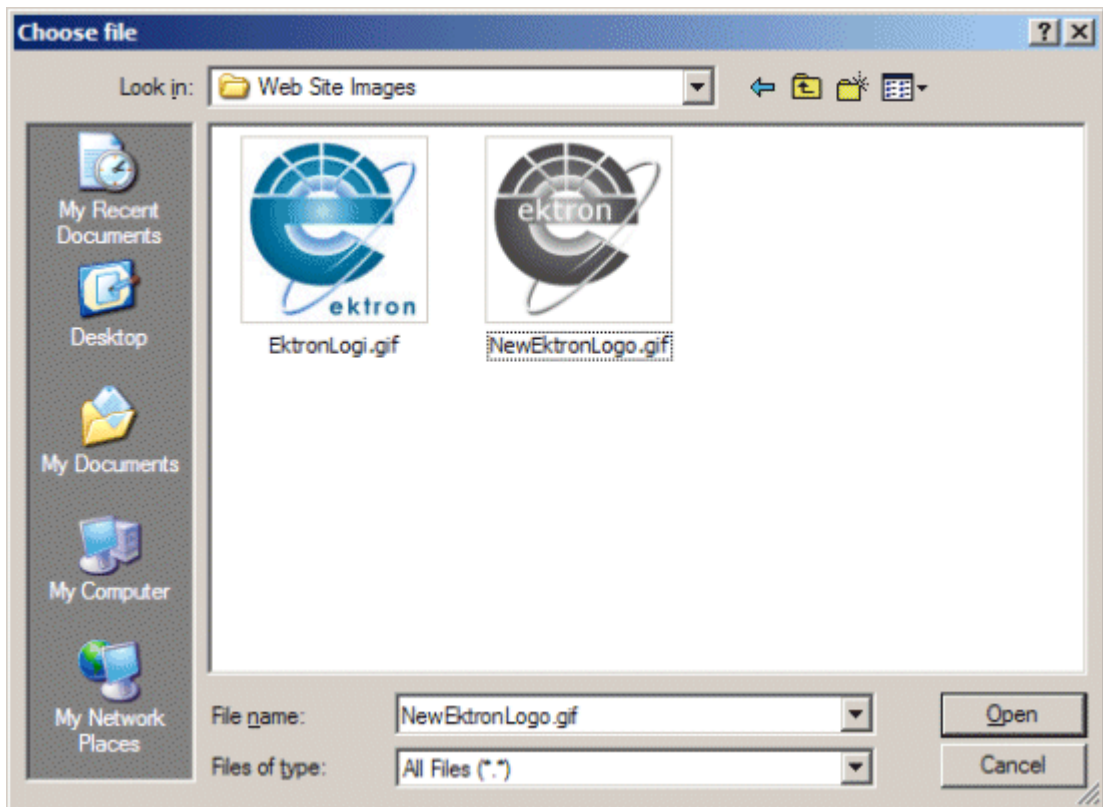 Choose file
Look in:
Web Site Images
My Recent
Documents
Desktop
My Documents
My Computer
My Network
Places
ektron
EktronLogi.gif
ektron
NewEktronLogo.gif
File name:
NewEktronLogo.gif
Open
Files of type:
All Files (*.*)
Cancel